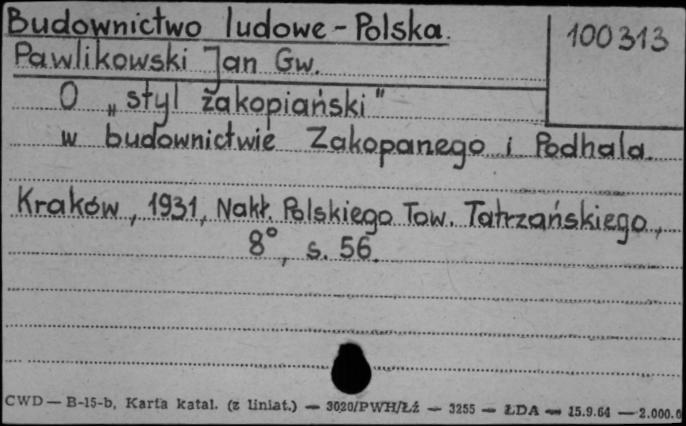 Budownictwo ludowe - Polska.
100313
Pawlikowski Jan Gw.
O „styl zakopiański"
w budownictwie Zakopanego i Podhala.
Kraków, 1931, Nakł. Polskiego Tow. Tatrzańskiego,
8°, s. 56.
CWD — B-15-b, Karta katal. (z liniat.) — 3020/PWH/Łź — 3255 — ŁDA — 15.9.64 — 2.000.0